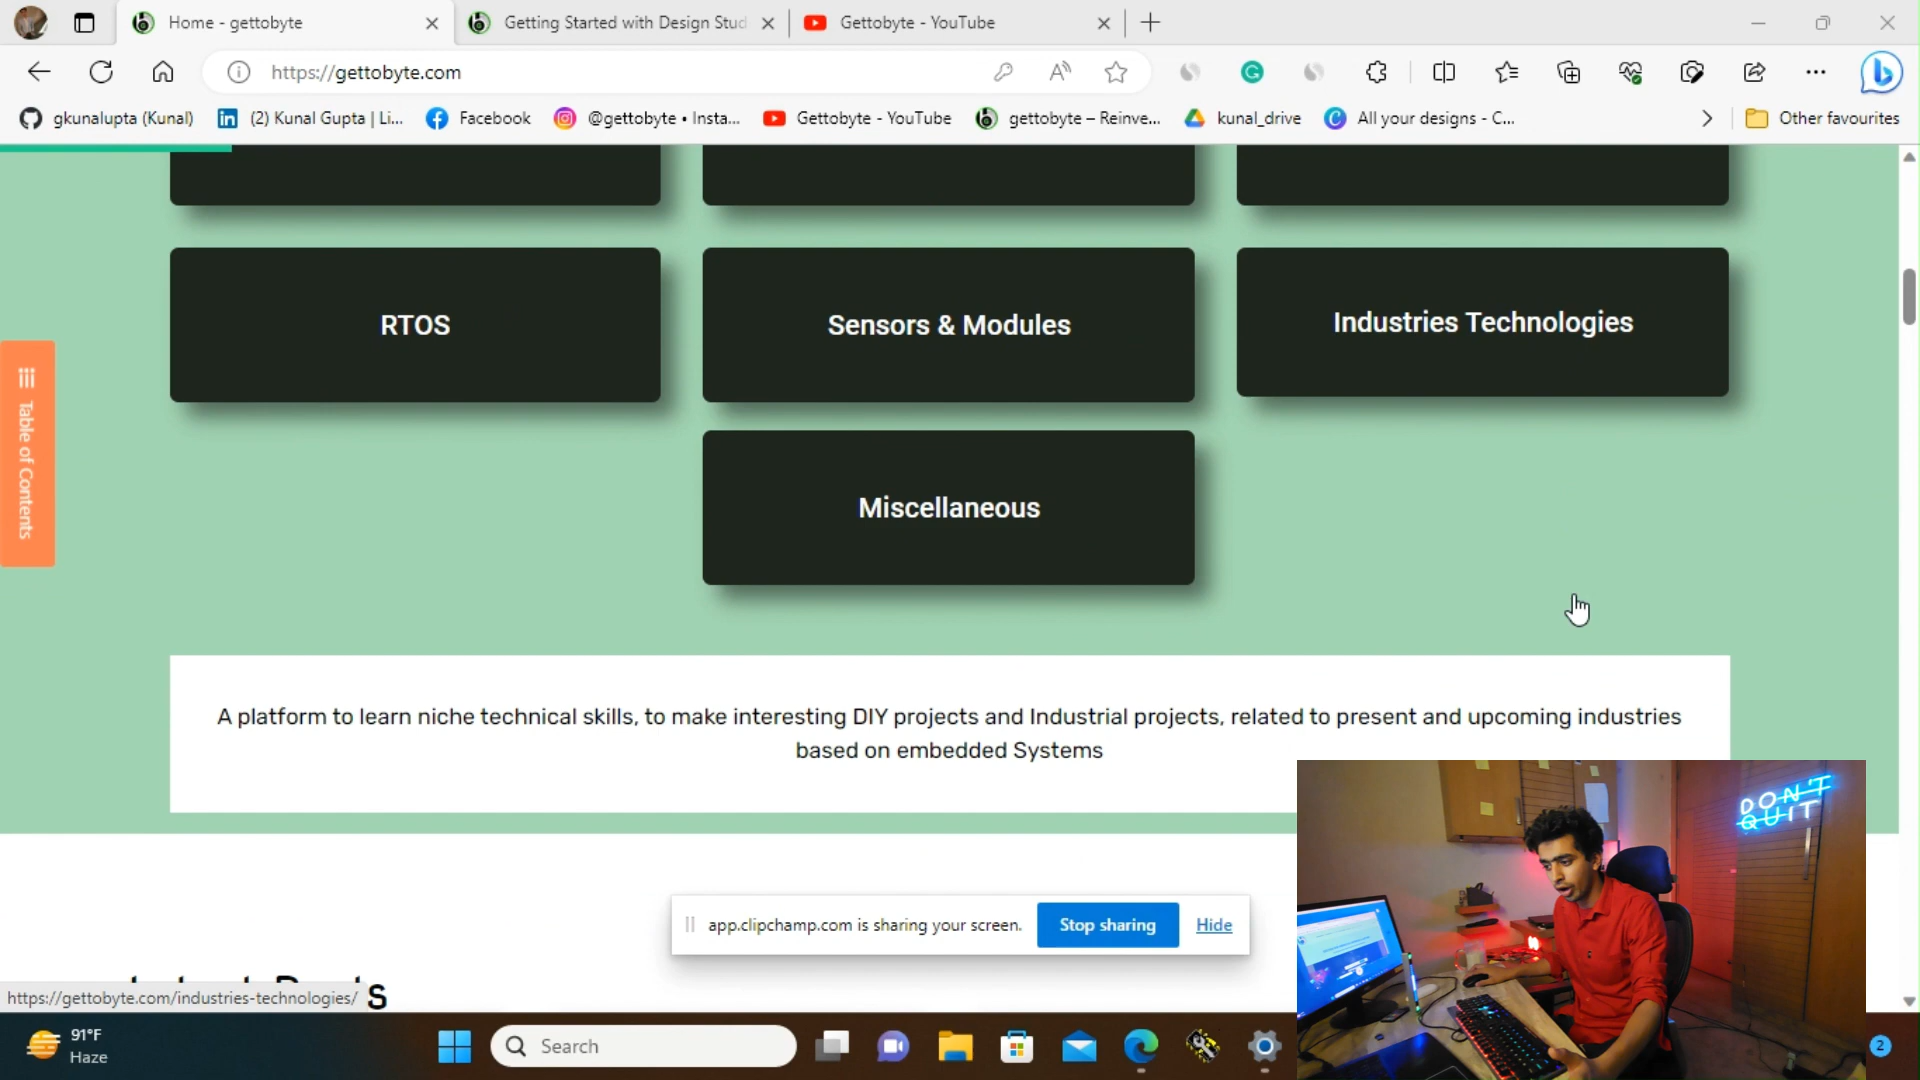 Home - gettobyte
Getting Started with Design Stud
Gettobyte - YouTube
https://gettobyte.com
gkunalupta (Kunal)
(2) Kunal Gupta | Li...
Facebook
@gettobyte • Insta...
Gettobyte - YouTube
gettobyte – Reinve...
kunal_drive
All your designs - C...
Other favourites
RTOS
Sensors & Modules
Industries Technologies
Table of Contents
Miscellaneous
A platform to learn niche technical skills, to make interesting DIY projects and Industrial projects, related to present and upcoming industries
based on embedded Systems
DON'T
QUIT
app.clipchamp.com is sharing your screen.
Stop sharing
Hide
https://gettobyte.com/industries-technologies/
91°F
Haze
Search
2